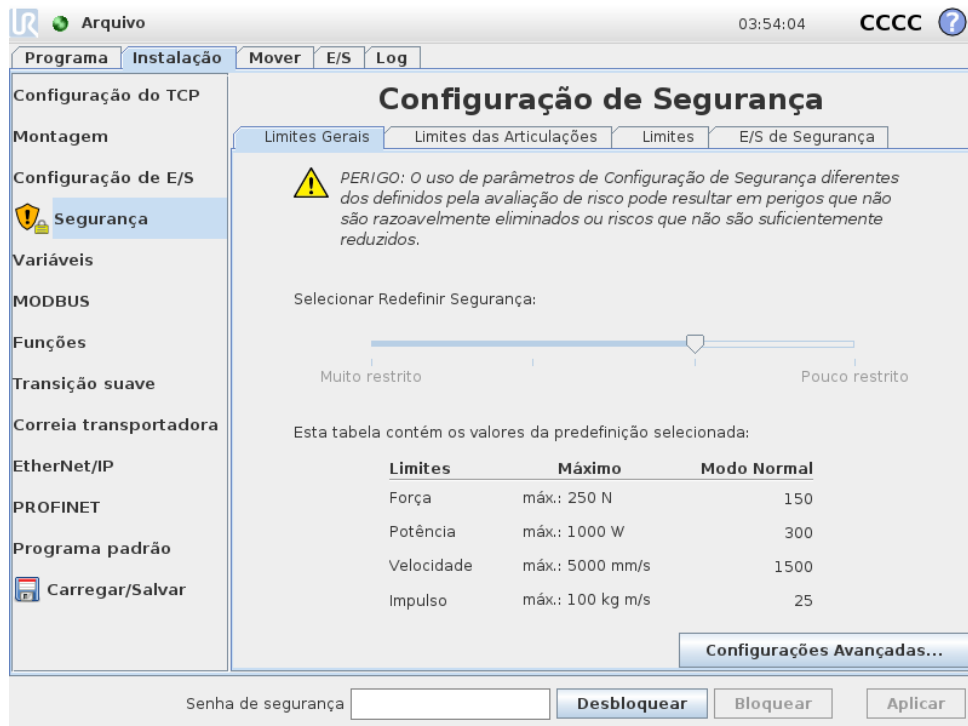 UR Arquivo 03:54:04 CCCC ?
Programa Instalação Mover E/S Log
Configuração do TCP
Montagem
Configuração de E/S
Segurança
Variáveis
MODBUS
Funções
Transição suave
Correia transportadora
EtherNet/IP
PROFINET
Programa padrão
Carregar/Salvar
Configuração de Segurança
Limites Gerais Limites das Articulações Limites E/S de Segurança
PERIGO: O uso de parâmetros de Configuração de Segurança diferentes
dos definidos pela avaliação de risco pode resultar em perigos que não
são razoavelmente eliminados ou riscos que não são suficientemente
reduzidos.
Selecionar Redefinir Segurança:
Muito restrito Pouco restrito
Esta tabela contém os valores da predefinição selecionada:
Limites Máximo Modo Normal
Força máx.: 250 N 150
Potência máx.: 1000 W 300
Velocidade máx.: 5000 mm/s 1500
Impulso máx.: 100 kg m/s 25
Configurações Avançadas...
Senha de segurança Desbloquear Bloquear Aplicar